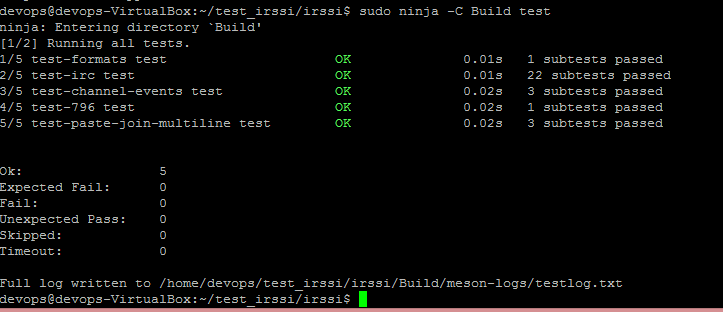 devops@devops-VirtualBox:~/test_irssi/irssi$ sudo ninja -C Build test
ninja: Entering directory `Build'
[1/2] Running all tests.
1/5 test-formats test                     OK              0.01s   1 subtests passed
2/5 test-irc test                         OK              0.01s   22 subtests passed
3/5 test-channel-events test              OK              0.02s   3 subtests passed
4/5 test-796 test                         OK              0.02s   1 subtests passed
5/5 test-paste-join-multiline test        OK              0.02s   3 subtests passed
Ok:                 5
Expected Fail:      0
Fail:               0
Unexpected Pass:    0
Skipped:            0
Timeout:            0
Full log written to /home/devops/test_irssi/irssi/Build/meson-logs/testlog.txt
devops@devops-VirtualBox:~/test_irssi/irssi$